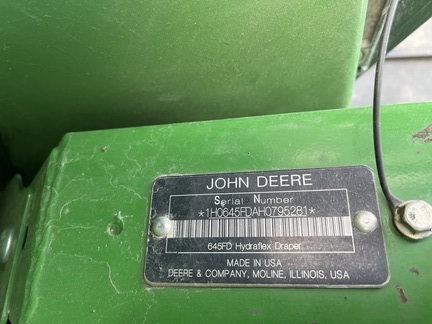 JOHN DEERE
Serial Number
*1H0645FDAH0795281*
645FD Hydraflex Draper
MADE IN USA
DEERE & COMPANY, MOLINE, ILLINOIS, USA